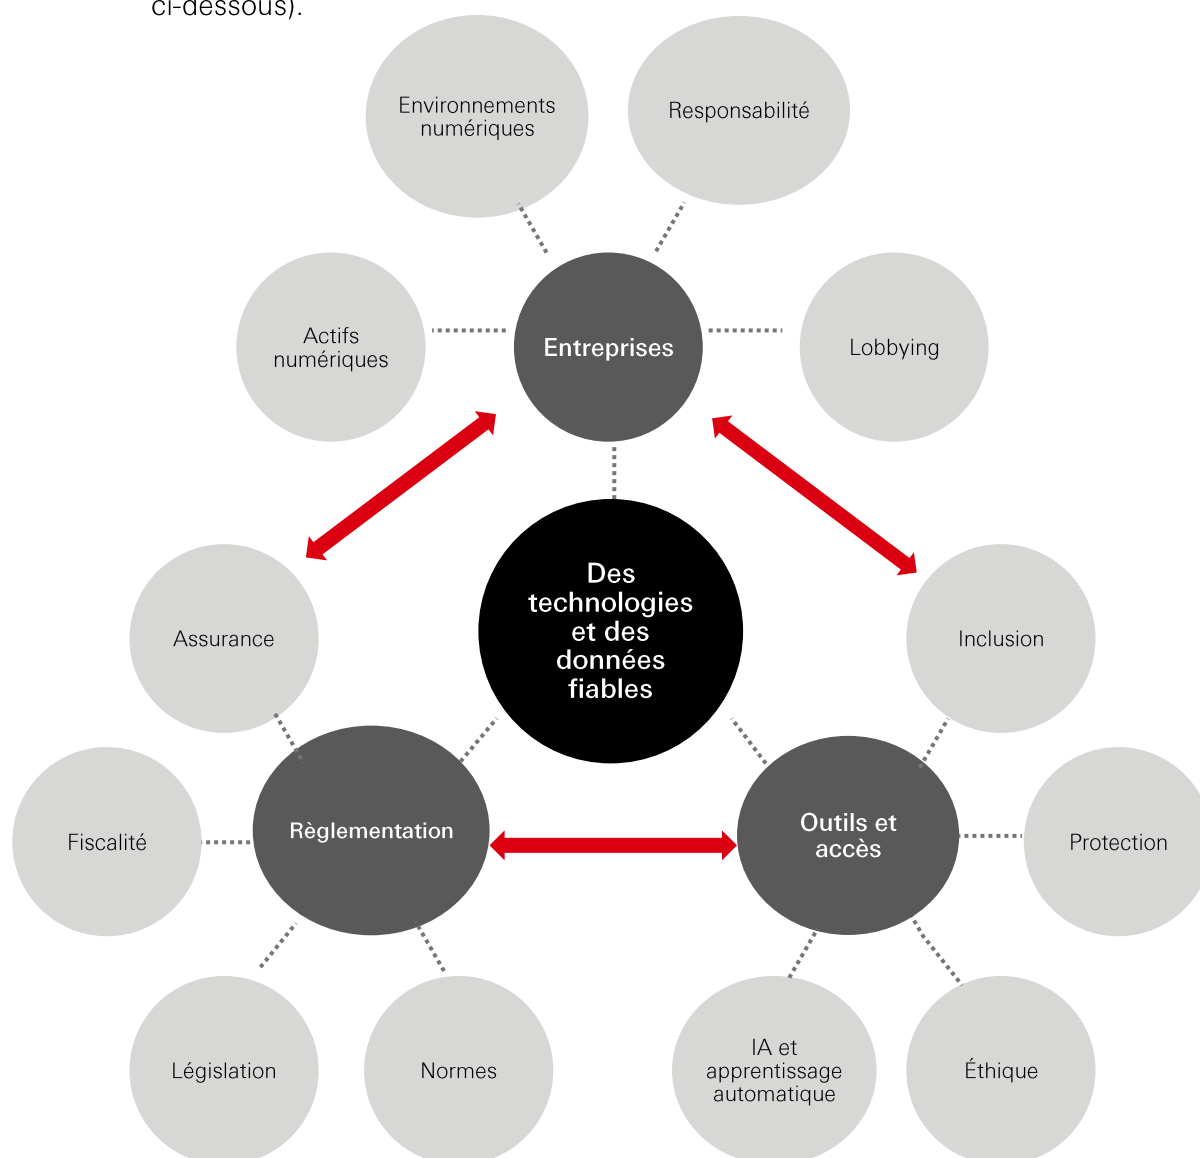 ci-dessous).
Environnements
numériques
Responsabilité
Actifs
numériques
Entreprises
Lobbying
Des
technologies
et des
données
fiables
Assurance
Inclusion
Fiscalité
Règlementation
Outils et
accès
Protection
Législation
Normes
IA et
apprentissage
automatique
Éthique